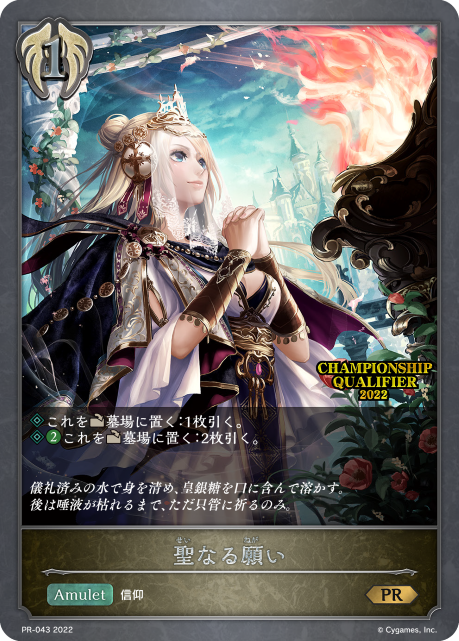 1
CHAMPIONSHIP
QUALIFIER
2022
これを墓場に置く:1枚引く。
2 これを墓場に置く:2枚引く。
儀礼済みの水で身を清め、皇銀糖を口に含んで溶かす。
後は唾液が枯れるまで、ただ只管に祈るのみ。
聖なる願い
Amulet 信仰 PR
PR-043 2022 © Cygames, Inc.